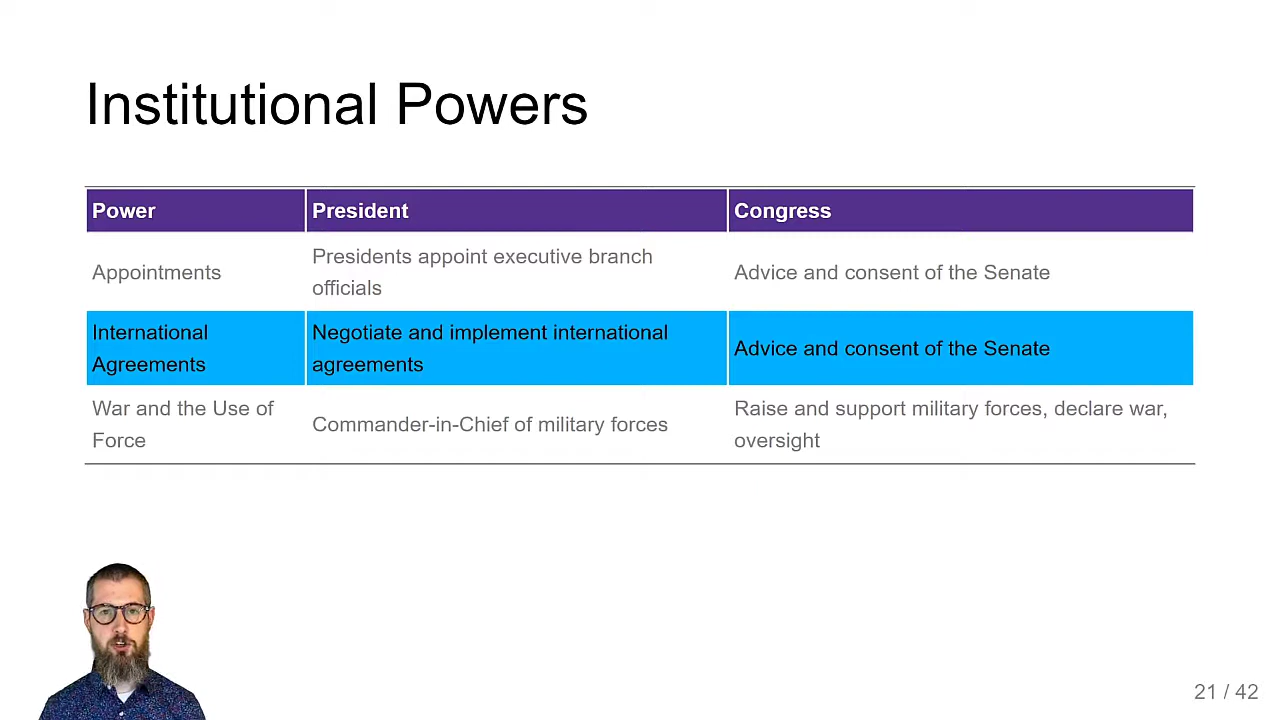 Institutional Powers
Power President Congress
Presidents appoint executive branch
Appointments Advice and consent of the Senate
officials
International Negotiate and implement international
Advice and consent of the Senate
Agreements agreements
War and the Use of Raise and support military forces, declare war,
Commander-in-Chief of military forces
Force oversight
21 / 42